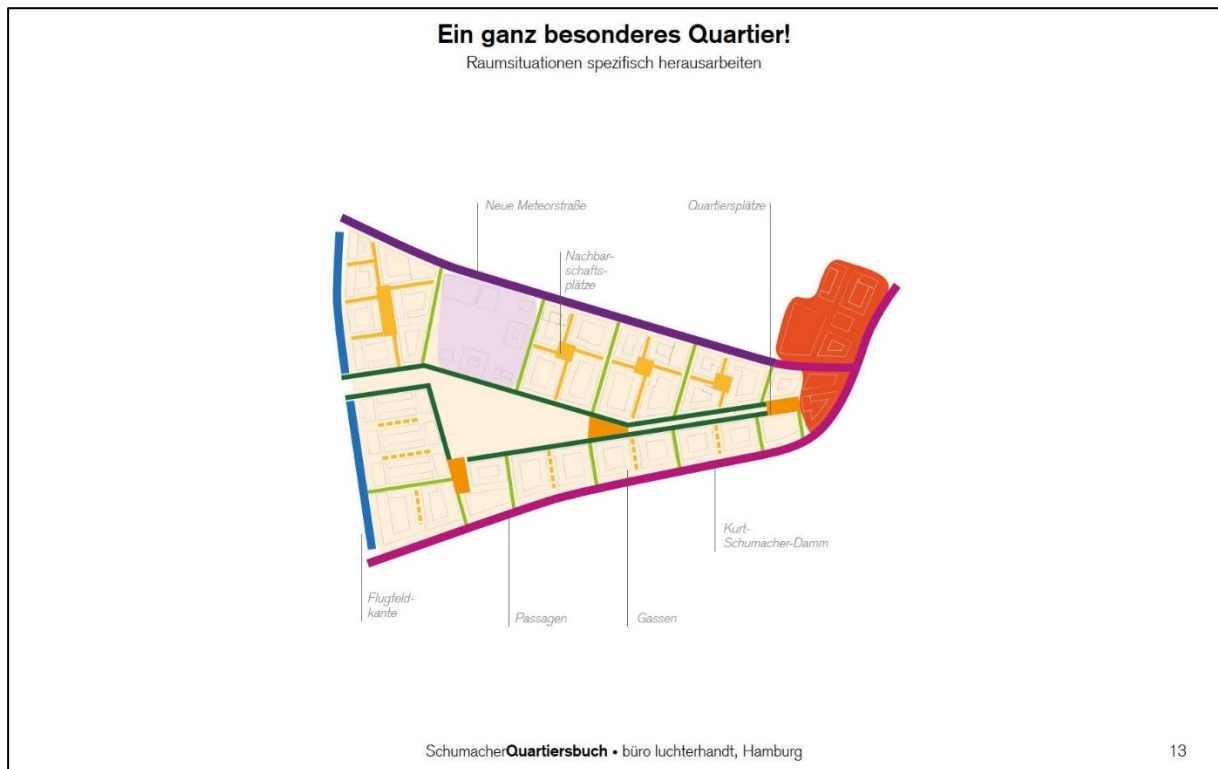 Ein ganz besonderes Quartier!
Raumsituationen spezifisch herausarbeiten
Neue Meteorstraße
Quartiersplätze
Nachbar-
schafts-
plätze
Kurt-
Schumacher-Damm
Flugfeld-
kante
Passagen
Gassen
SchumacherQuartiersbuch • büro luchterhandt, Hamburg
13